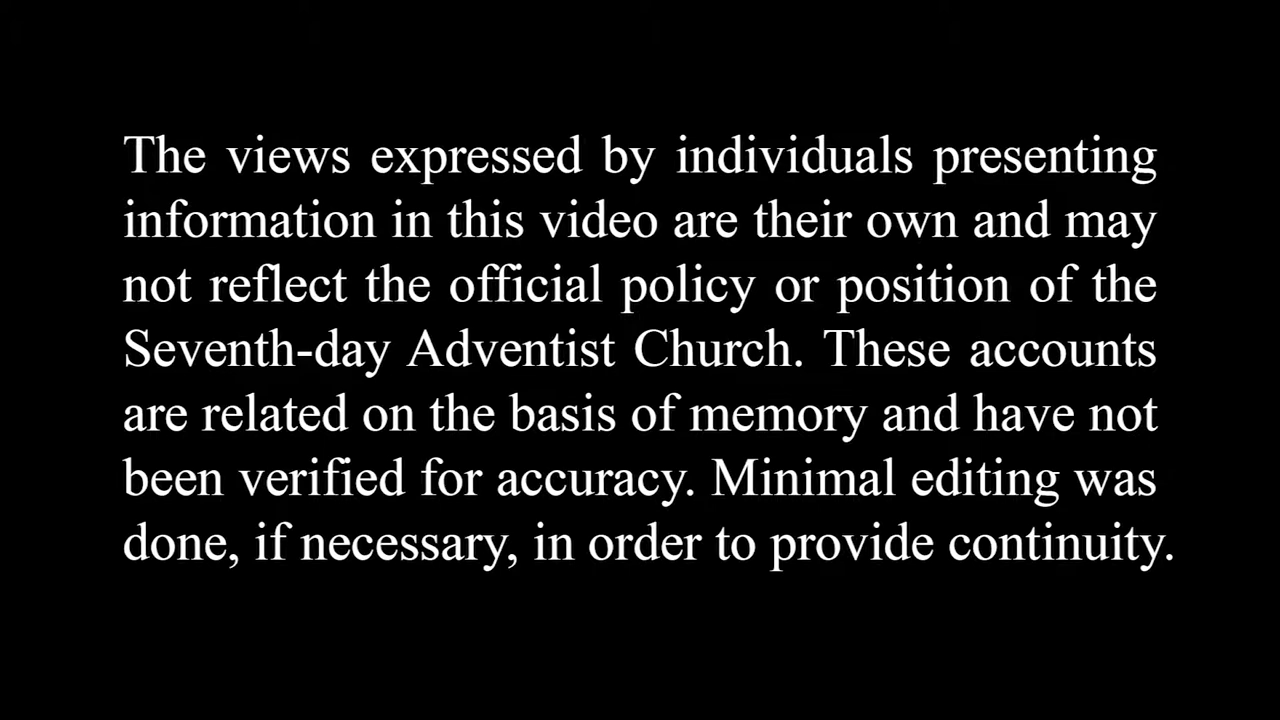 The views expressed by individuals presenting
information in this video are their own and may
not reflect the official policy or position of the
Seventh-day Adventist Church. These accounts
are related on the basis of memory and have not
been verified for accuracy. Minimal editing was
done, if necessary, in order to provide continuity.